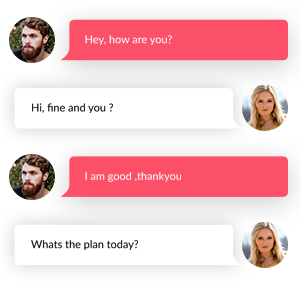 Hey, how are you?
Hi, fine and you ?
I am good ,thankyou
Whats the plan today?